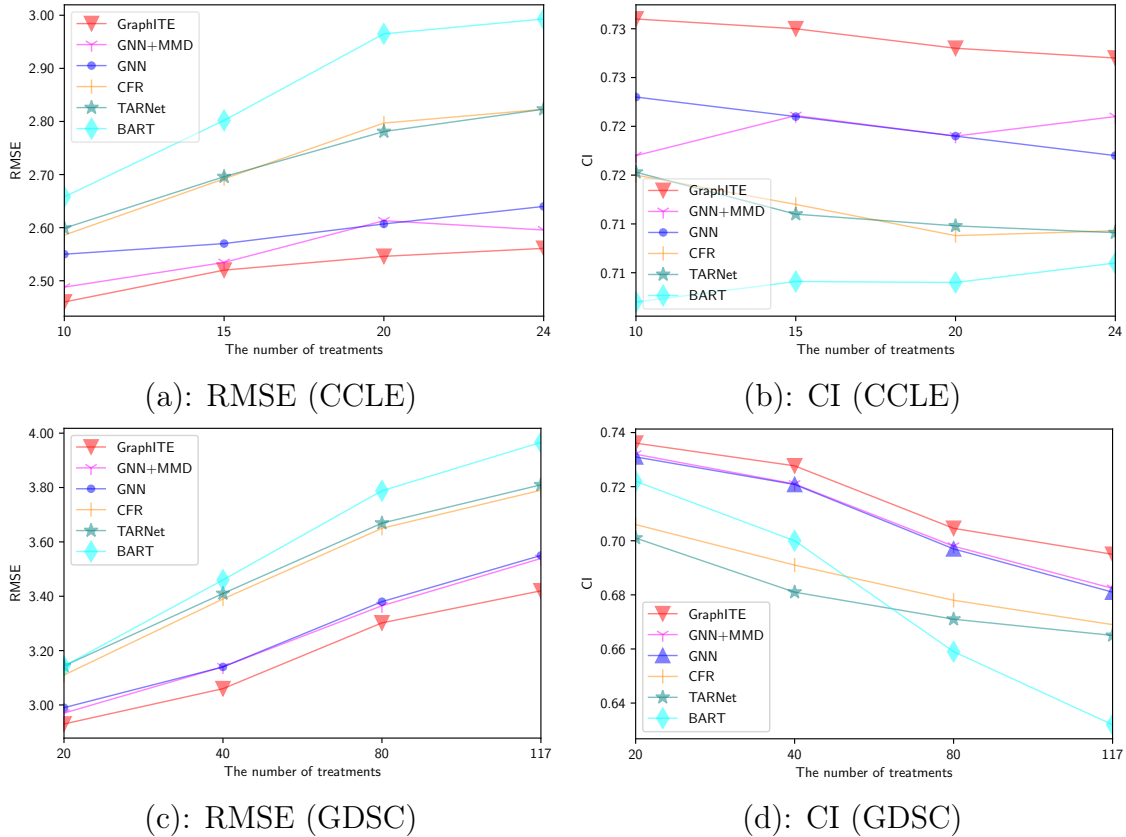 3.00
2.90
2.80
2.70
2.60
2.50
RMSE
GraphITE
GNN+MMD
GNN
CFR
TARNet
BART
10
15
20
24
The number of treatments
(a): RMSE (CCLE)
0.73
0.73
0.72
0.72
0.71
0.71
CI
GraphITE
GNN+MMD
GNN
CFR
TARNet
BART
10
15
20
24
The number of treatments
(b): CI (CCLE)
4.00
3.80
3.60
3.40
3.20
3.00
RMSE
GraphITE
GNN+MMD
GNN
CFR
TARNet
BART
20
40
80
117
The number of treatments
(c): RMSE (GDSC)
0.74
0.72
0.70
0.68
0.66
0.64
CI
GraphITE
GNN+MMD
GNN
CFR
TARNet
BART
20
40
80
117
The number of treatments
(d): CI (GDSC)